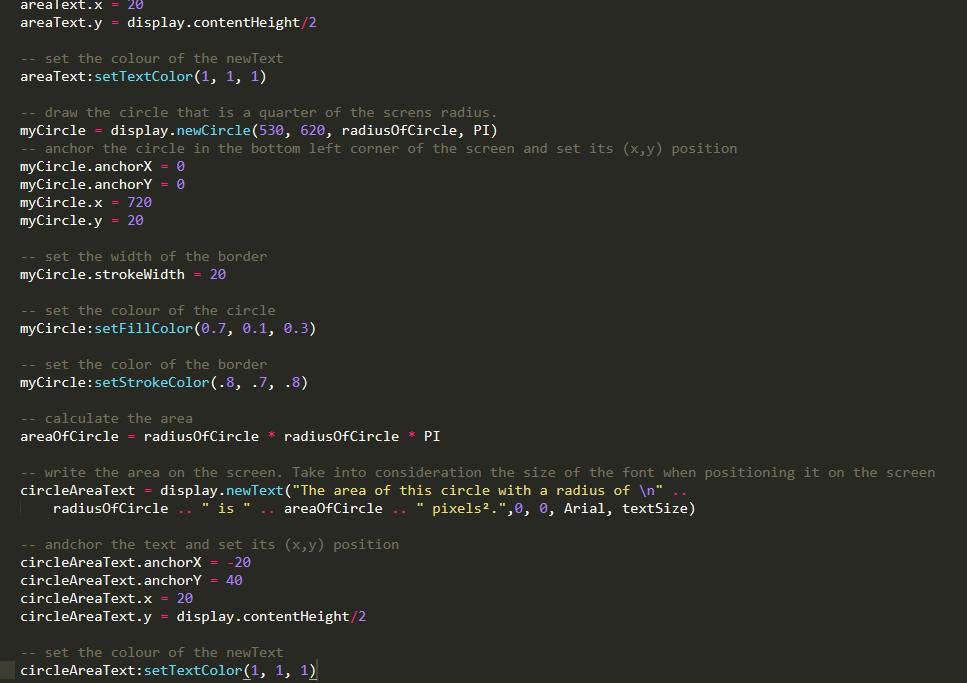 areaText.x = 20
areaText.y = display.contentHeight/2
-- set the colour of the newText
areaText:setTextColor(1, 1, 1)
-- draw the circle that is a quarter of the screns radius.
myCircle = display.newCircle(530, 620, radiusOfCircle, PI)
-- anchor the circle in the bottom left corner of the screen and set its (x,y) position
myCircle.anchorX = 0
myCircle.anchorY = 0
myCircle.x = 720
myCircle.y = 20
-- set the width of the border
myCircle.strokeWidth = 20
-- set the colour of the circle
myCircle:setFillColor(0.7, 0.1, 0.3)
-- set the color of the border
myCircle:setStrokeColor(.8, .7, .8)
-- calculate the area
areaOfCircle = radiusOfCircle * radiusOfCircle * PI
-- write the area on the screen. Take into consideration the size of the font when positioning it on the screen
circleAreaText = display.newText("The area of this circle with a radius of \n" ..
radiusOfCircle .. " is " .. areaOfCircle .. " pixels².",0, 0, Arial, textSize)
-- andchor the text and set its (x,y) position
circleAreaText.anchorX = -20
circleAreaText.anchorY = 40
circleAreaText.x = 20
circleAreaText.y = display.contentHeight/2
-- set the colour of the newText
circleAreaText:setTextColor(1, 1, 1)